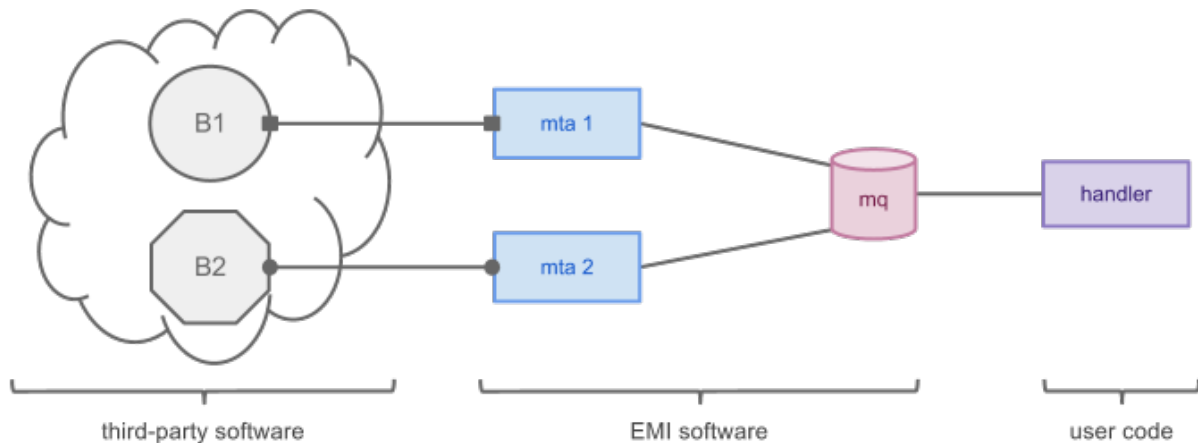 B1
mta 1
mq
handler
B2
mta 2
third-party software
EMI software
user code